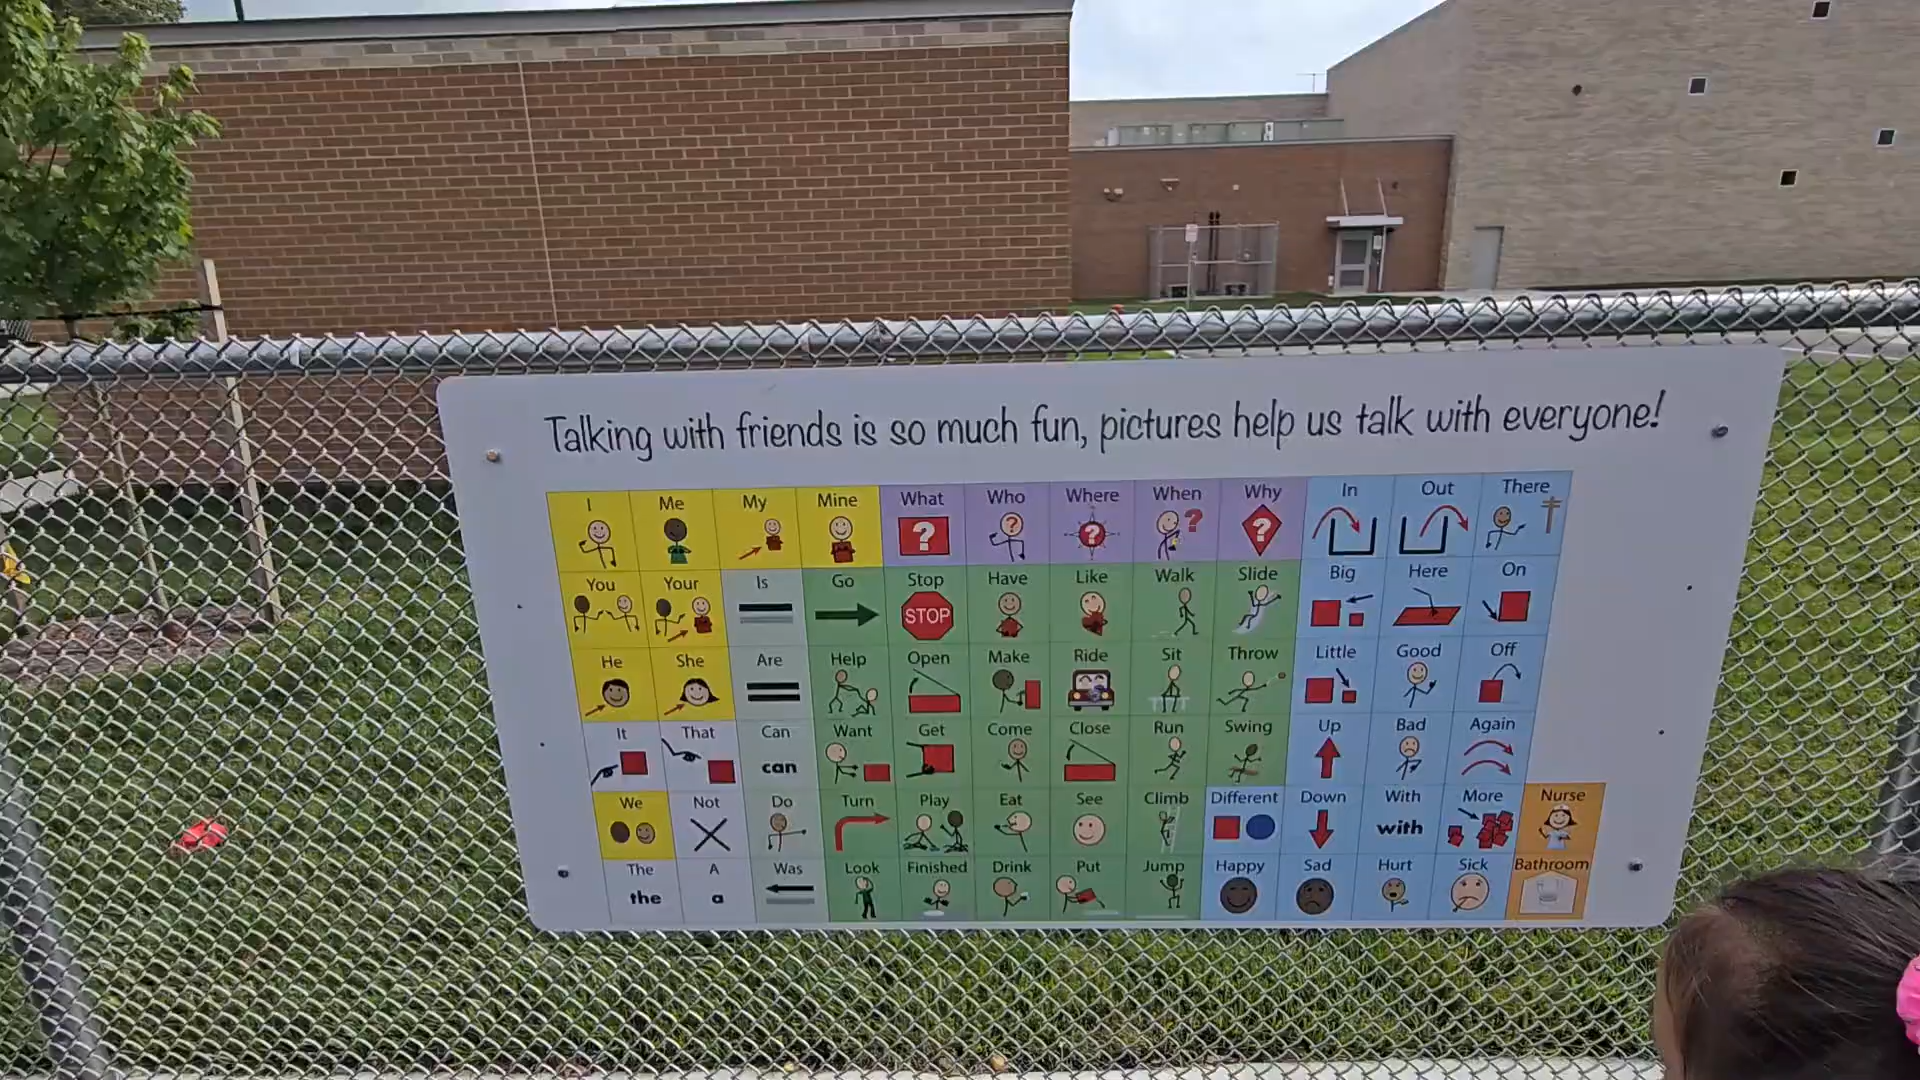 Talking with friends is so much fun, pictures help us talk with everyone!
I Me My Mine What Who Where When Why In Out There
You Your Is Go Stop Have Like Walk Slide Big Here On
STOP
He She Are Help Open Make Ride Sit Throw Little Good Off
It That Can Want Get Come Close Run Swing Up Bad Again
can
We Not Do Turn Play Eat See Climb Different Down With More Nurse
with
The A Was Look Finished Drink Put Jump Happy Sad Hurt Sick Bathroom
the a